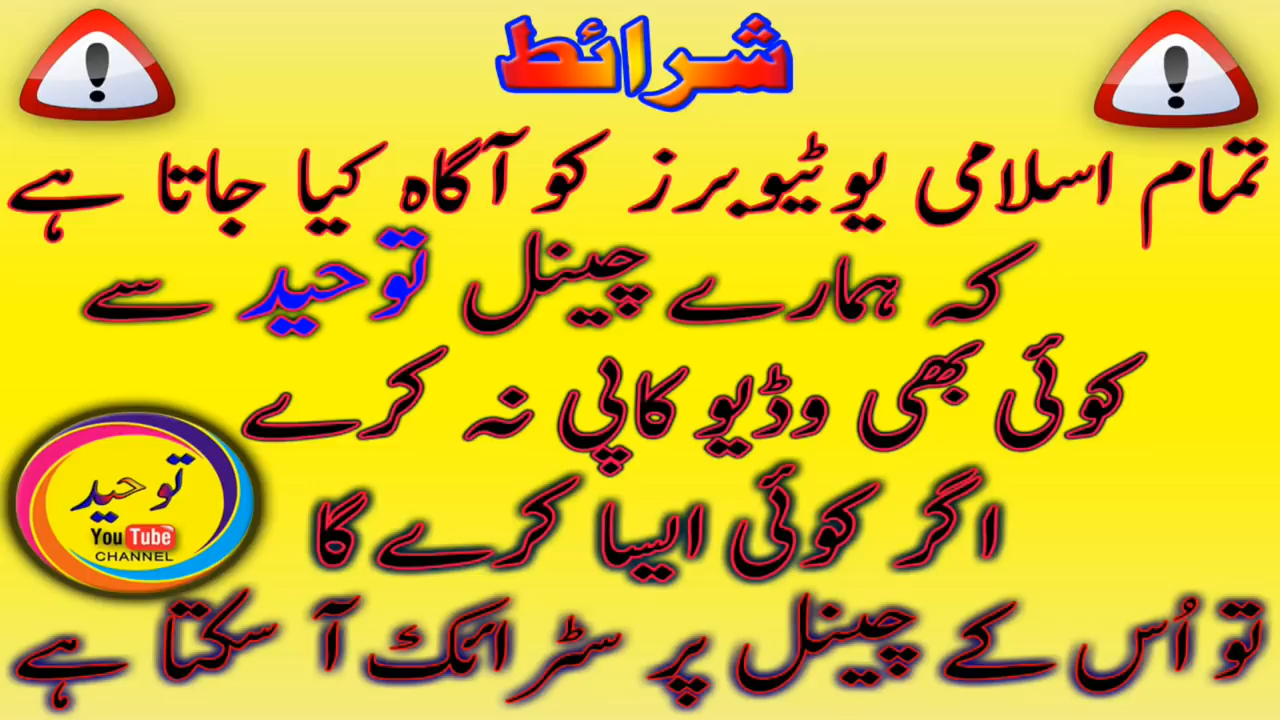 شرائط
تمام اسلامی یوٹیوبرز کو آگاہ کیا جاتا ہے
کہ ہمارے چینل توحید سے
کوئی بھی وڈیو کاپی نہ کرے
اگر کوئی ایسا کرے گا
تو اُس کے چینل پر سٹرائک آ سکتا ہے
توحید
YouTube
CHANNEL